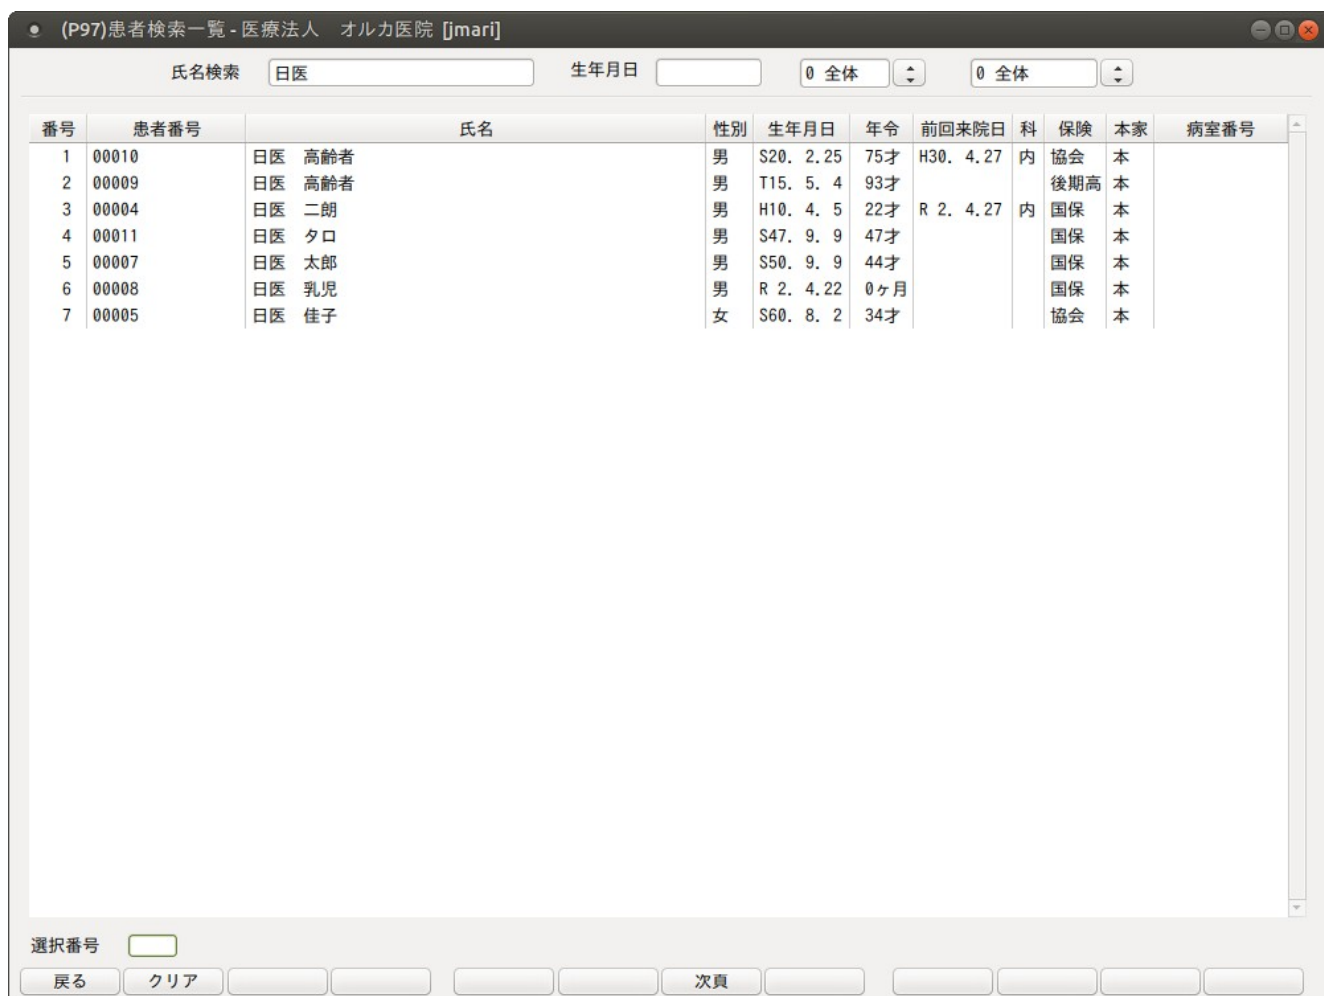 (P97)患者検索一覧 - 医療法人　オルカ医院 [jmari]
氏名検索 日医 生年月日 0 全体 0 全体
番号 患者番号 氏名 性別 生年月日 年令 前回来院日 科 保険 本家 病室番号
1 00010 日医　高齢者 男 S20. 2.25 75才 H30. 4.27 内 協会 本
2 00009 日医　高齢者 男 T15. 5. 4 93才 後期高 本
3 00004 日医　二朗 男 H10. 4. 5 22才 R 2. 4.27 内 国保 本
4 00011 日医　タロ 男 S47. 9. 9 47才 国保 本
5 00007 日医　太郎 男 S50. 9. 9 44才 国保 本
6 00008 日医　乳児 男 R 2. 4.22 0ヶ月 国保 本
7 00005 日医　佳子 女 S60. 8. 2 34才 協会 本
選択番号
戻る クリア 次頁